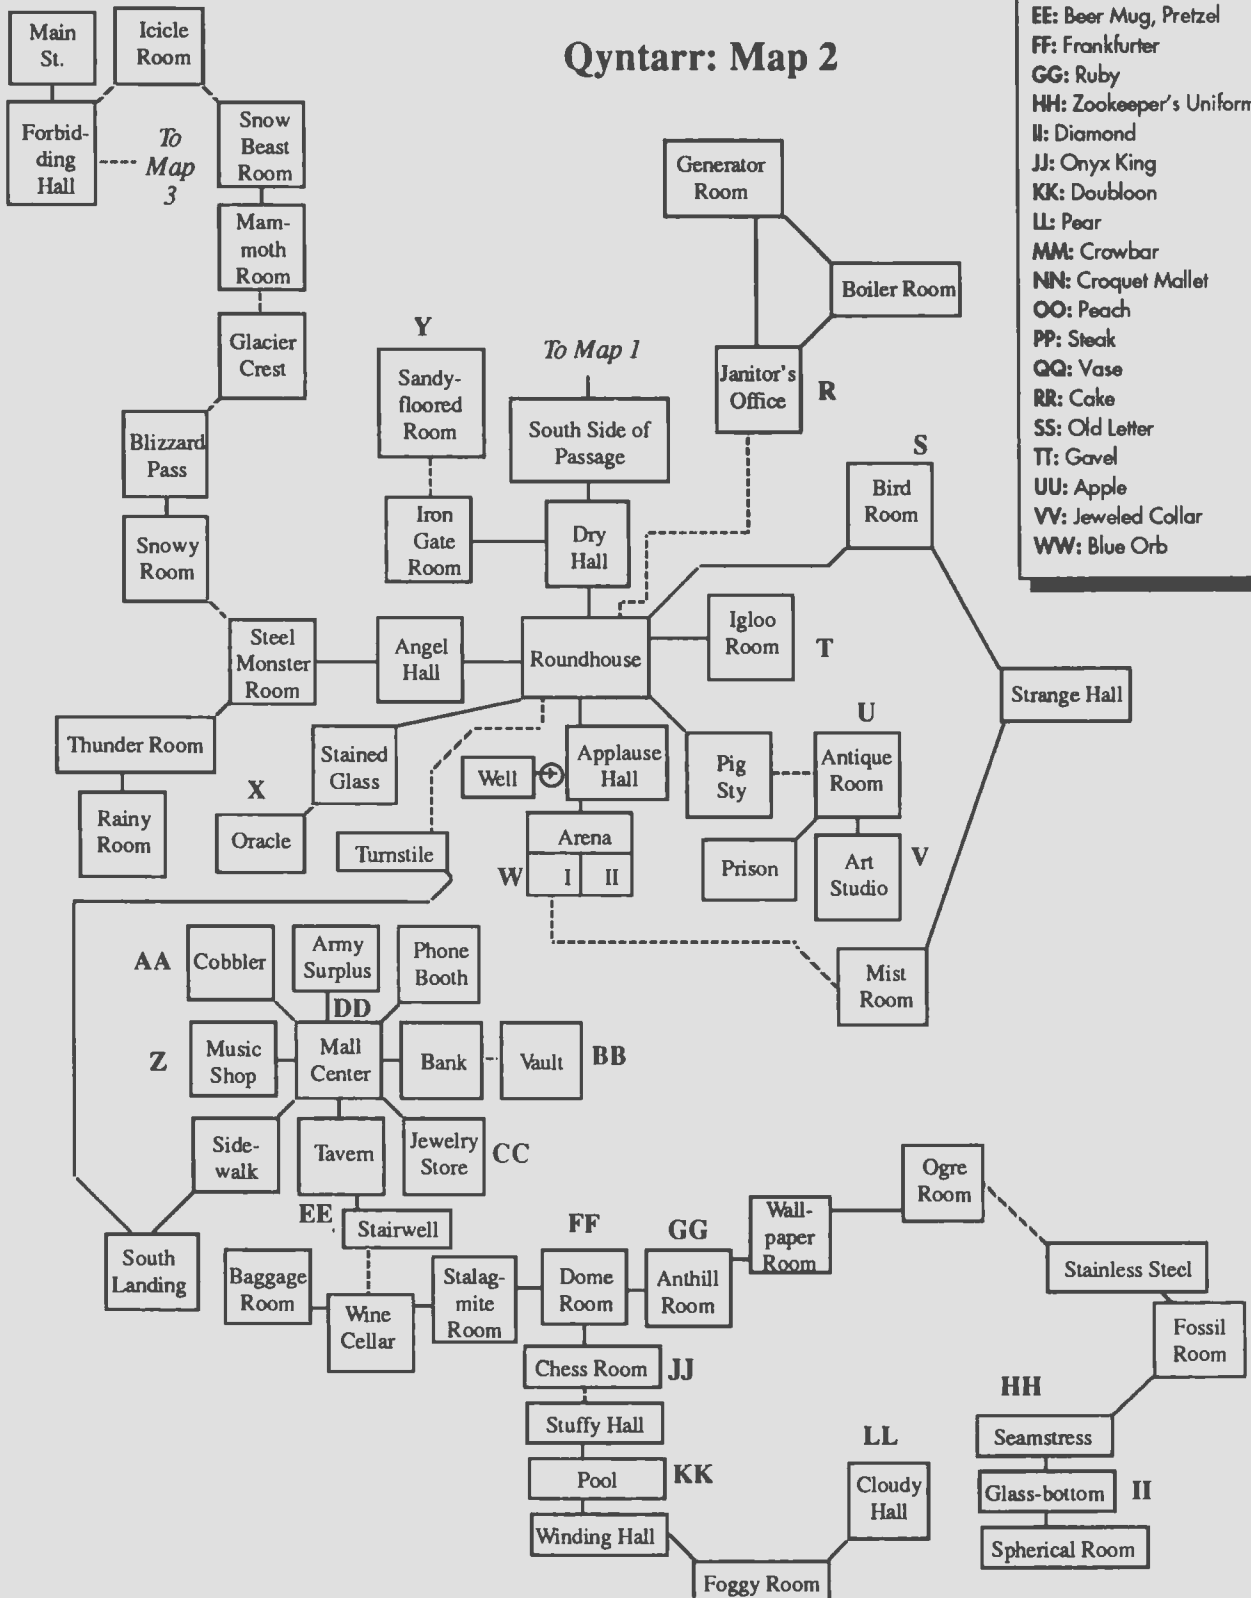 Qyntarr: Map 2
EE: Beer Mug, Pretzel
FF: Frankfurter
GG: Ruby
HH: Zookeeper's Uniform
II: Diamond
JJ: Onyx King
KK: Doubloon
LL: Pear
MM: Crowbar
NN: Croquet Mallet
OO: Peach
PP: Steak
QQ: Vase
RR: Cake
SS: Old Letter
TT: Gavel
UU: Apple
VV: Jeweled Collar
WW: Blue Orb
Main
St.
Icicle
Room
Forbid-
ding
Hall
To
Map
3
Snow
Beast
Room
Mam-
moth
Room
Glacier
Crest
Blizzard
Pass
Snowy
Room
Steel
Monster
Room
Thunder Room
Rainy
Room
Generator
Room
Boiler Room
Janitor's
Office
R
Y
Sandy-
floored
Room
To Map 1
South Side of
Passage
Iron
Gate
Room
Dry
Hall
S
Bird
Room
Angel
Hall
Roundhouse
Igloo
Room
T
Strange Hall
Stained
Glass
X
Oracle
Turnstile
Well
Applause
Hall
Pig
Sty
U
Antique
Room
Arena
W
I
II
Prison
Art
Studio
V
Mist
Room
AA
Cobbler
Army
Surplus
Phone
Booth
DD
Z
Music
Shop
Mall
Center
Bank
Vault
BB
Side-
walk
Tavern
Jewelry
Store
CC
EE
Stairwell
South
Landing
Baggage
Room
Wine
Cellar
Stalag-
mite
Room
FF
Dome
Room
GG
Anthill
Room
Wall-
paper
Room
Ogre
Room
Stainless Steel
Fossil
Room
Chess Room
JJ
Stuffy Hall
Pool
KK
Winding Hall
Foggy Room
LL
Cloudy
Hall
HH
Seamstress
Glass-bottom
II
Spherical Room